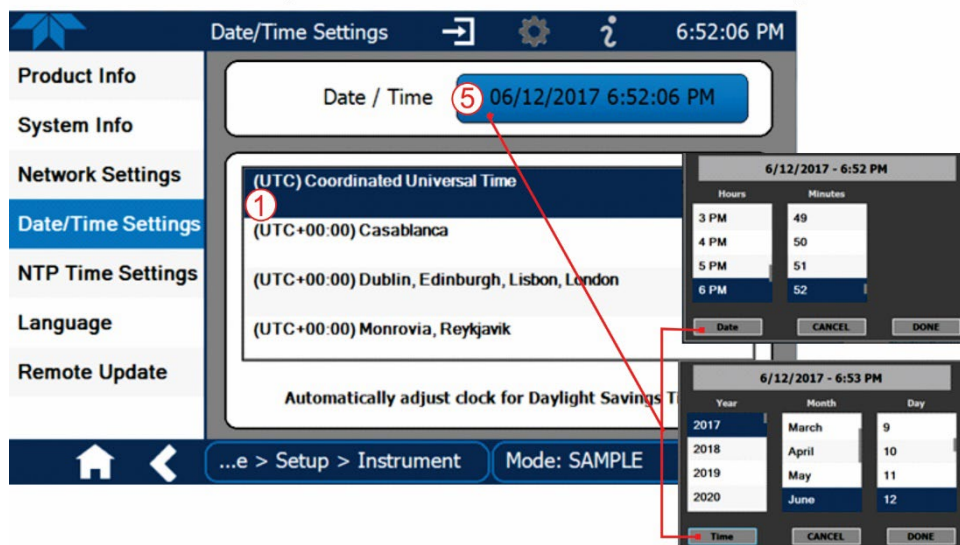 Date/Time Settings
6:52:06 PM
Product Info
System Info
Network Settings
Date/Time Settings
NTP Time Settings
Language
Remote Update
Date / Time
5
06/12/2017 6:52:06 PM
(UTC) Coordinated Universal Time
1
(UTC+00:00) Casablanca
(UTC+00:00) Dublin, Edinburgh, Lisbon, London
(UTC+00:00) Monrovia, Reykjavik
Automatically adjust clock for Daylight Savings T
...e > Setup > Instrument
Mode: SAMPLE
6/12/2017 - 6:52 PM
Hours Minutes
3 PM 49
4 PM 50
5 PM 51
6 PM 52
Date CANCEL DONE
6/12/2017 - 6:53 PM
Year Month Day
2017 March 9
2018 April 10
2019 May 11
2020 June 12
Time CANCEL DONE